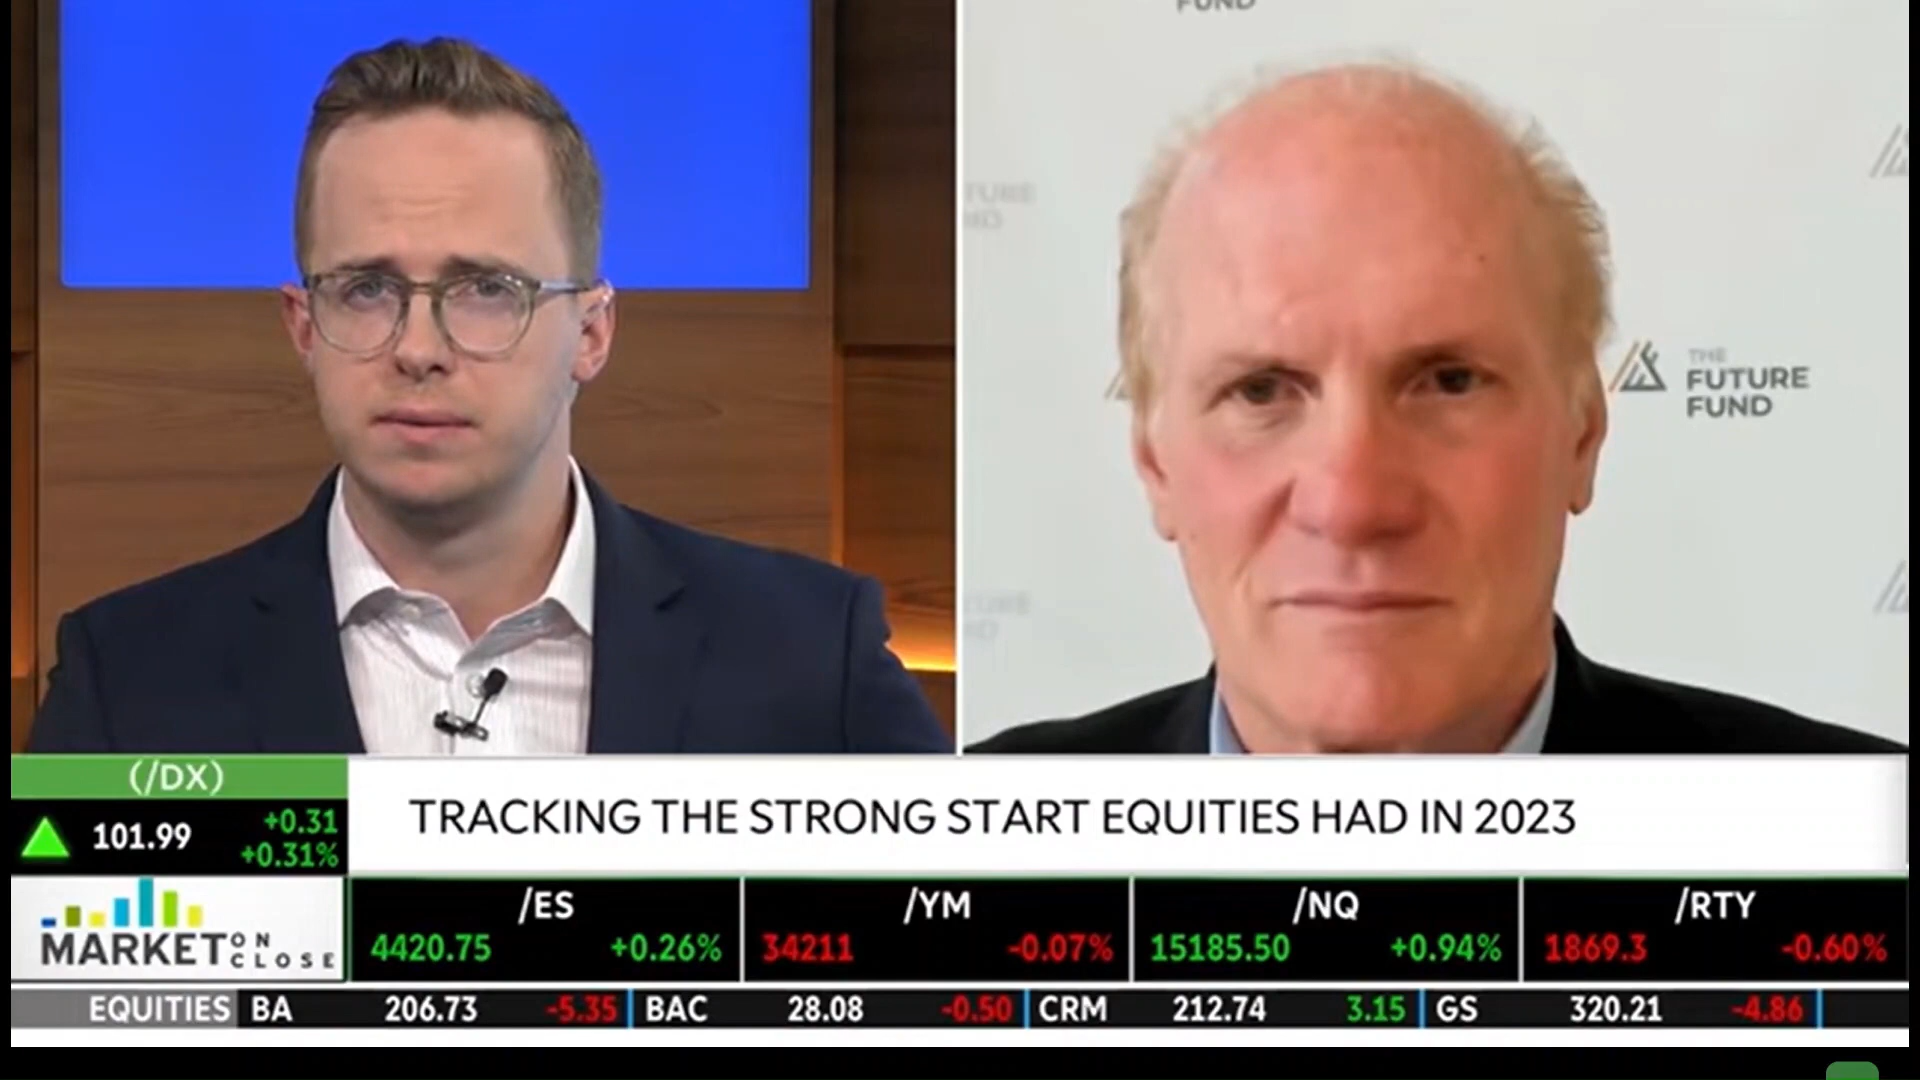 FUND
THE
FUTURE
FUND
(/DX)
101.99
+0.31
+0.31%
TRACKING THE STRONG START EQUITIES HAD IN 2023
MARKET ON CLOSE
/ES
4420.75 +0.26%
/YM
34211 -0.07%
/NQ
15185.50 +0.94%
/RTY
1869.3 -0.60%
EQUITIES BA 206.73 -5.35 BAC 28.08 -0.50 CRM 212.74 3.15 GS 320.21 -4.86